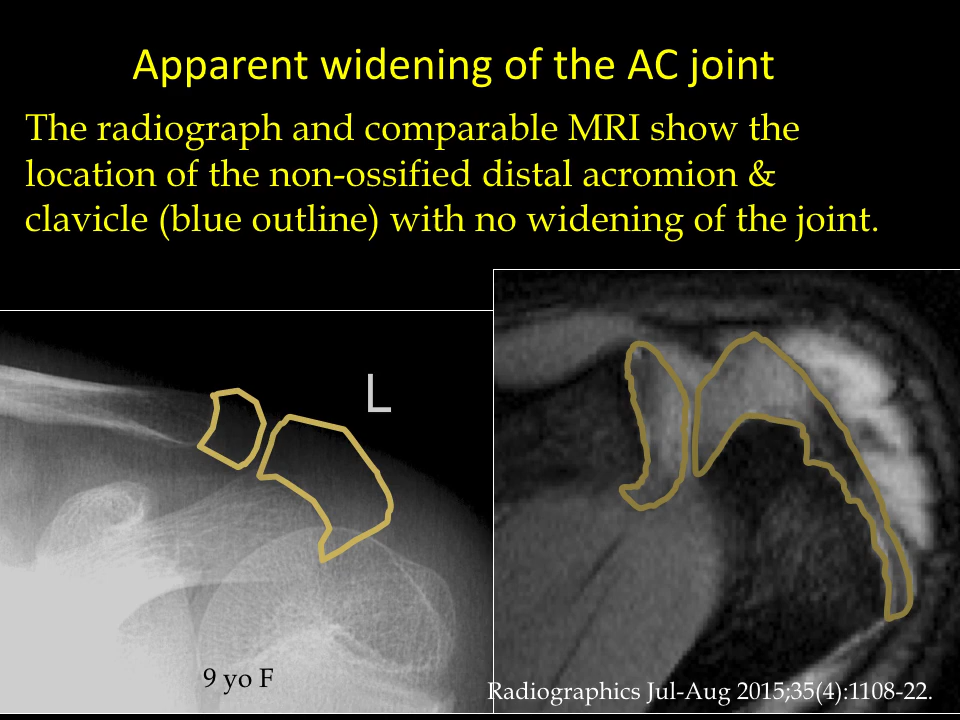 Apparent widening of the AC joint
The radiograph and comparable MRI show the
location of the non-ossified distal acromion &
clavicle (blue outline) with no widening of the joint.
L
9 yo F
Radiographics Jul-Aug 2015;35(4):1108-22.